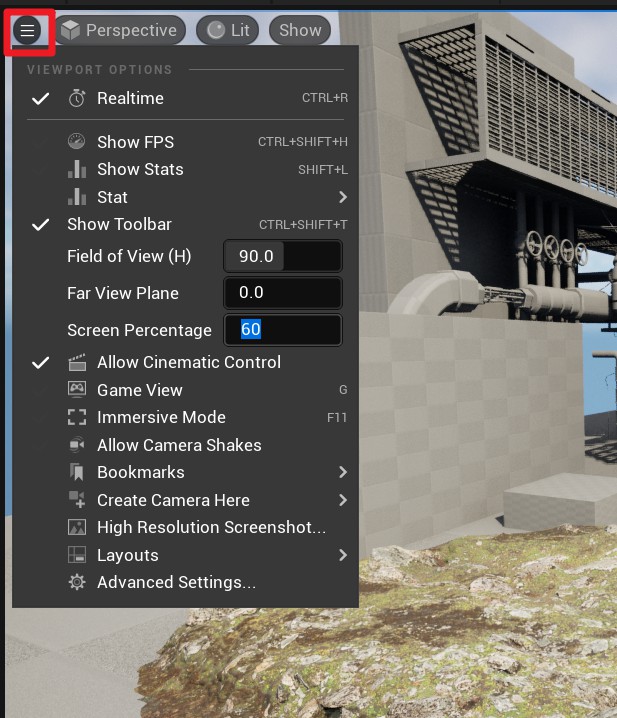 Perspective Lit Show
VIEWPORT OPTIONS
Realtime CTRL+R
Show FPS CTRL+SHIFT+H
Show Stats SHIFT+L
Stat
Show Toolbar CTRL+SHIFT+T
Field of View (H) 90.0
Far View Plane 0.0
Screen Percentage 60
Allow Cinematic Control
Game View G
Immersive Mode F11
Allow Camera Shakes
Bookmarks
Create Camera Here
High Resolution Screenshot...
Layouts
Advanced Settings...